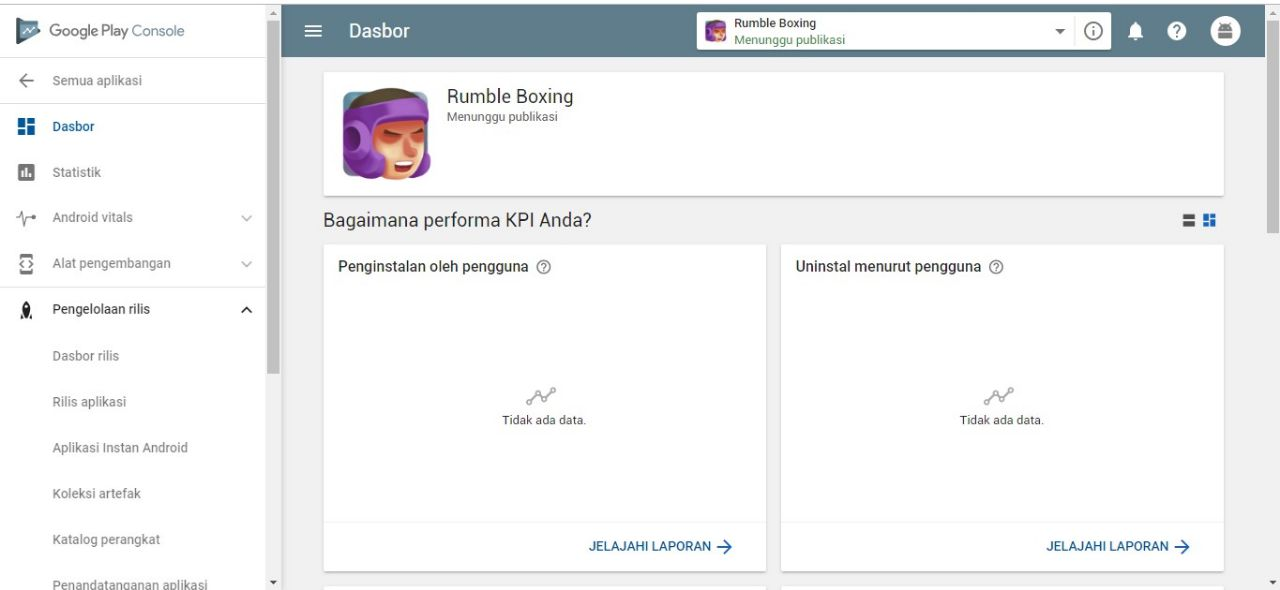 Google Play Console
Semua aplikasi
Dasbor
Statistik
Android vitals
Alat pengembangan
Pengelolaan rilis
Dasbor rilis
Rilis aplikasi
Aplikasi Instan Android
Koleksi artefak
Katalog perangkat
Penandatanganan aplikasi
Dasbor
Rumble Boxing
Menunggu publikasi
Rumble Boxing
Menunggu publikasi
Bagaimana performa KPI Anda?
Penginstalan oleh pengguna
Tidak ada data.
JELAJAHI LAPORAN
Uninstal menurut pengguna
Tidak ada data.
JELAJAHI LAPORAN